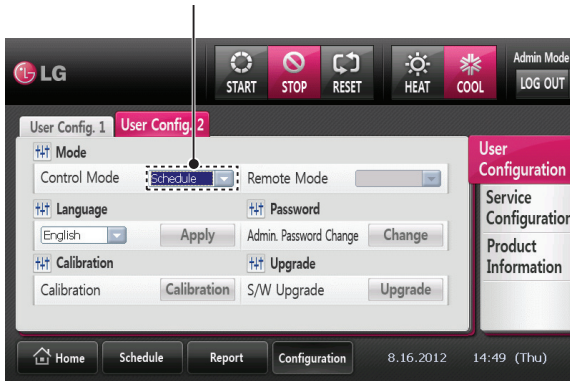 LG
START STOP RESET HEAT COOL
Admin Mode
LOG OUT
User Config. 1 User Config. 2
Mode
Control Mode Schedule Remote Mode
Language Password
English Apply Admin. Password Change Change
Calibration Upgrade
Calibration Calibration S/W Upgrade Upgrade
User
Configuration
Service
Configuration
Product
Information
Home Schedule Report Configuration 8.16.2012 14:49 (Thu)